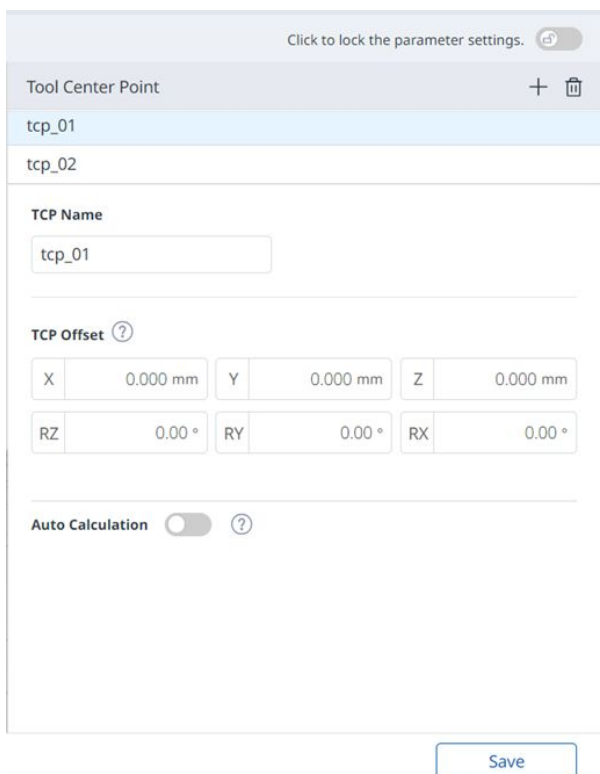 Click to lock the parameter settings.
Tool Center Point
tcp_01
tcp_02
TCP Name
tcp_01
TCP Offset ?
X 0.000 mm Y 0.000 mm Z 0.000 mm
RZ 0.00 ° RY 0.00 ° RX 0.00 °
Auto Calculation ?
Save